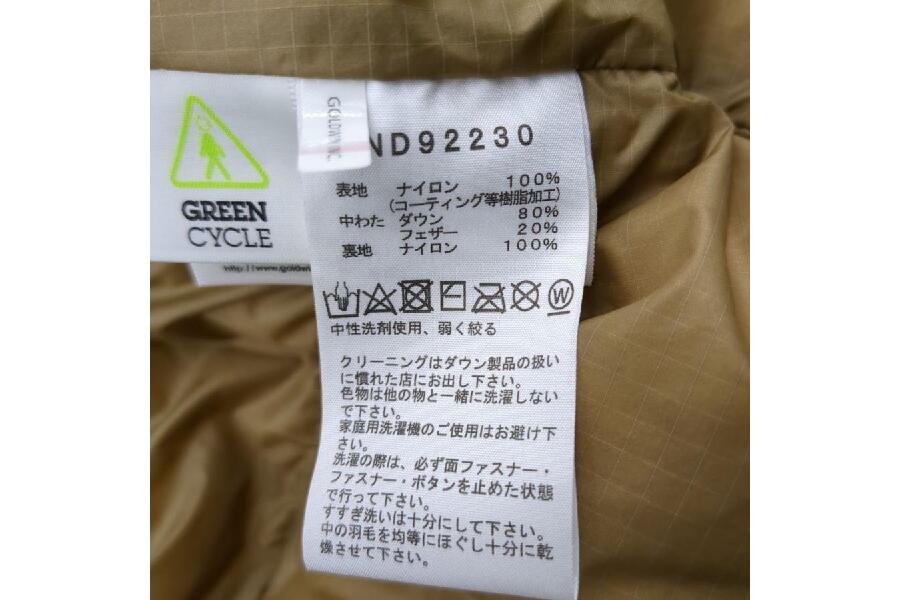 GREEN
CYCLE
http://www.goldwi
GOLDWINC
ND92230
表地 ナイロン 100%
(コーティング等樹脂加工)
中わた ダウン 80%
フェザー 20%
裏地 ナイロン 100%
W
中性洗剤使用、弱く絞る
クリーニングはダウン製品の扱い
に慣れた店にお出し下さい。
色物は他の物と一緒に洗濯しない
で下さい。
家庭用洗濯機のご使用はお避け下
さい。
洗濯の際は、必ず面ファスナー・
ファスナー・ボタンを止めた状態
で行って下さい。
すすぎ洗いは十分にして下さい。
中の羽毛を均等にほぐし十分に乾
燥させて下さい。